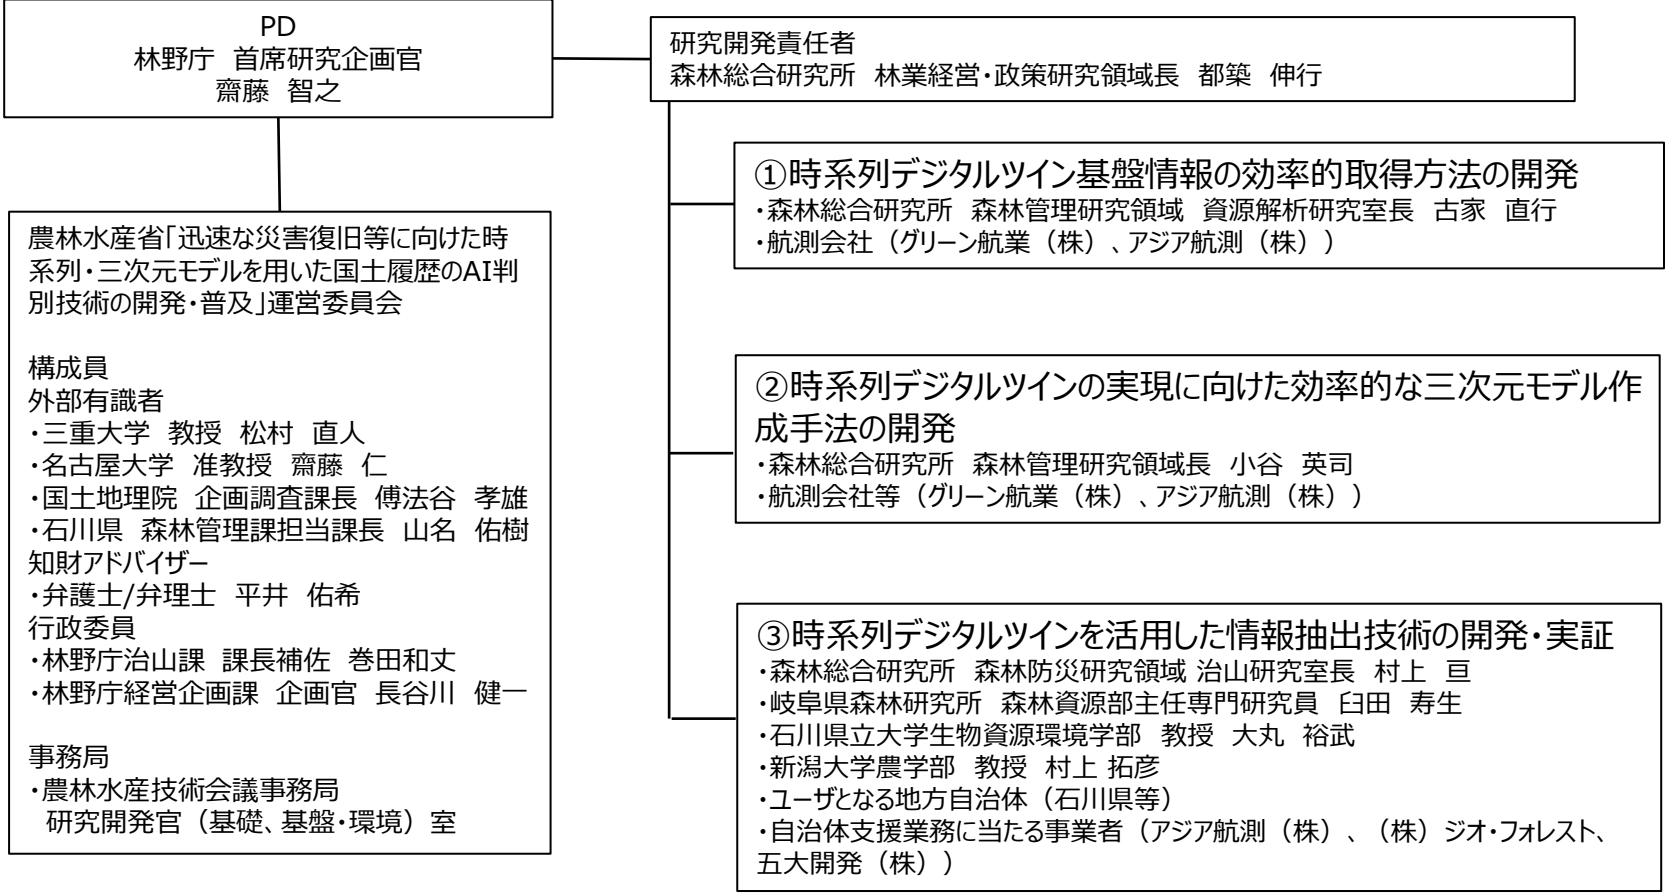 PD
林野庁　首席研究企画官
齋藤　智之
研究開発責任者
森林総合研究所　林業経営・政策研究領域長　都築　伸行
農林水産省「迅速な災害復旧等に向けた時
系列・三次元モデルを用いた国土履歴のAI判
別技術の開発・普及」運営委員会
構成員
外部有識者
・三重大学　教授　松村　直人
・名古屋大学　准教授　齋藤　仁
・国土地理院　企画調査課長　傅法谷　孝雄
・石川県　森林管理課担当課長　山名　佑樹
知財アドバイザー
・弁護士/弁理士　平井　佑希
行政委員
・林野庁治山課　課長補佐　巻田和丈
・林野庁経営企画課　企画官　長谷川　健一
事務局
・農林水産技術会議事務局
研究開発官（基礎、基盤・環境）室
①時系列デジタルツイン基盤情報の効率的取得方法の開発
・森林総合研究所　森林管理研究領域　資源解析研究室長　古家　直行
・航測会社（グリーン航業（株）、アジア航測（株））
②時系列デジタルツインの実現に向けた効率的な三次元モデル作
成手法の開発
・森林総合研究所　森林管理研究領域長　小谷　英司
・航測会社等（グリーン航業（株）、アジア航測（株））
③時系列デジタルツインを活用した情報抽出技術の開発・実証
・森林総合研究所　森林防災研究領域 治山研究室長　村上　亘
・岐阜県森林研究所　森林資源部主任専門研究員　臼田　寿生
・石川県立大学生物資源環境学部　教授　大丸　裕武
・新潟大学農学部　教授　村上 拓彦
・ユーザとなる地方自治体（石川県等）
・自治体支援業務に当たる事業者（アジア航測（株）、（株）ジオ・フォレスト、
五大開発（株））